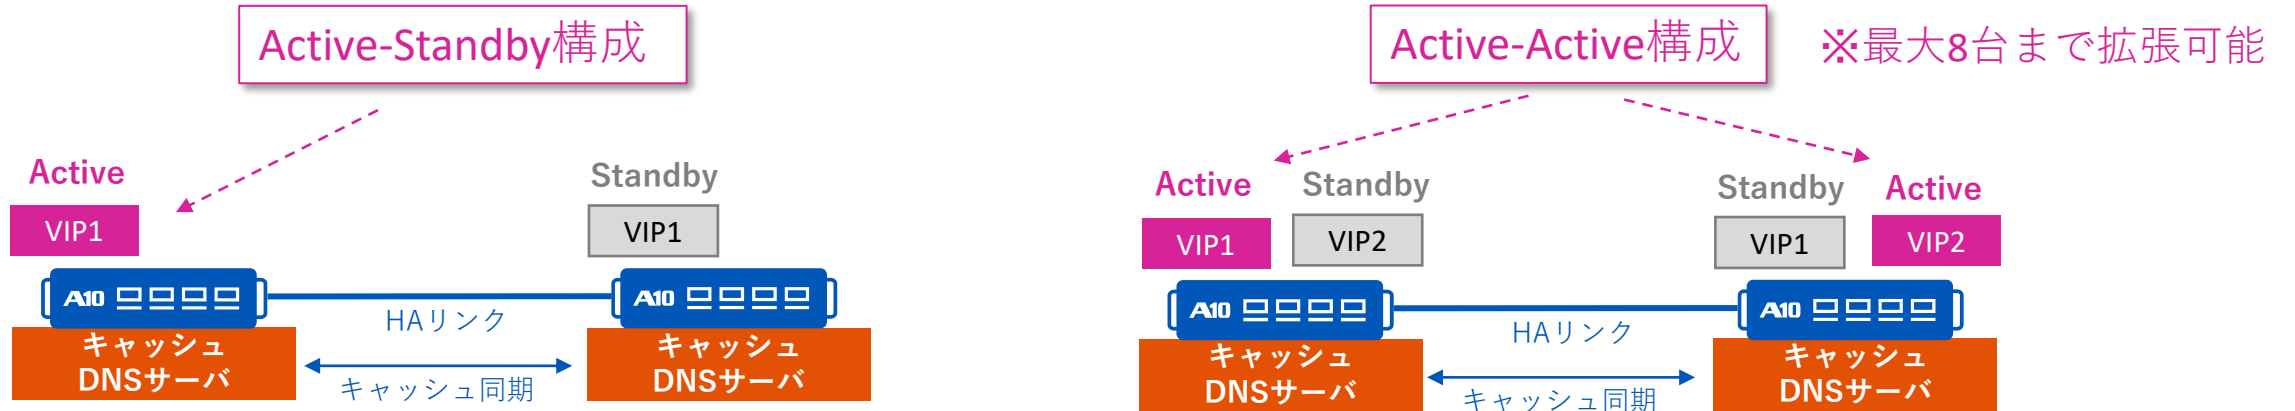 Active-Standby構成
Active
VIP1
Standby
VIP1
A10
A10
HAリンク
キャッシュ
DNSサーバ
キャッシュ
DNSサーバ
キャッシュ同期
Active-Active構成
※最大8台まで拡張可能
Active
Standby
VIP1
VIP2
Standby
Active
VIP1
VIP2
A10
A10
HAリンク
キャッシュ
DNSサーバ
キャッシュ
DNSサーバ
キャッシュ同期